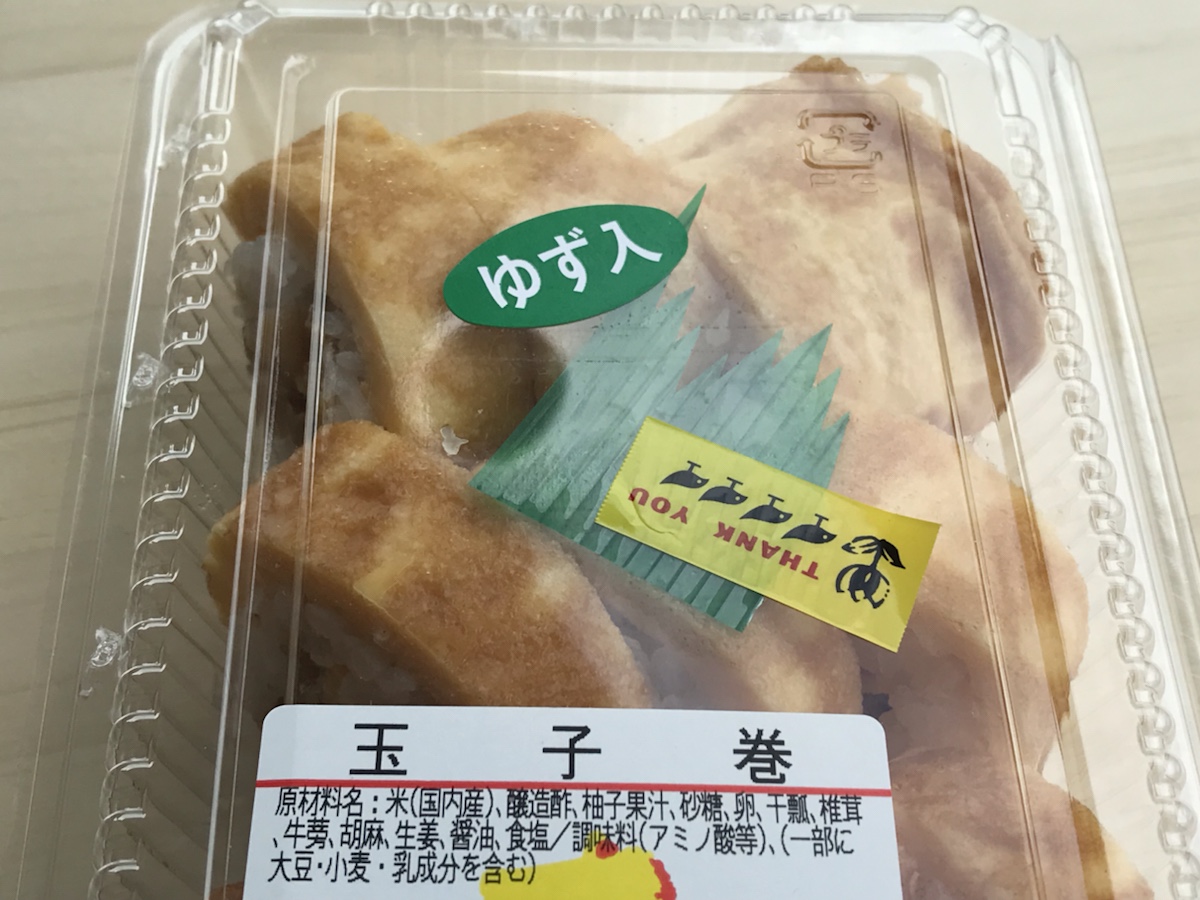 プラ
PS
ゆず入
THANK YOU
玉子巻
原材料名：米(国内産)、醸造酢、柚子果汁、砂糖、卵、干瓢、椎茸
、牛蒡、胡麻、生姜、醤油、食塩／調味料(アミノ酸等)、(一部に
大豆・小麦・乳成分を含む)